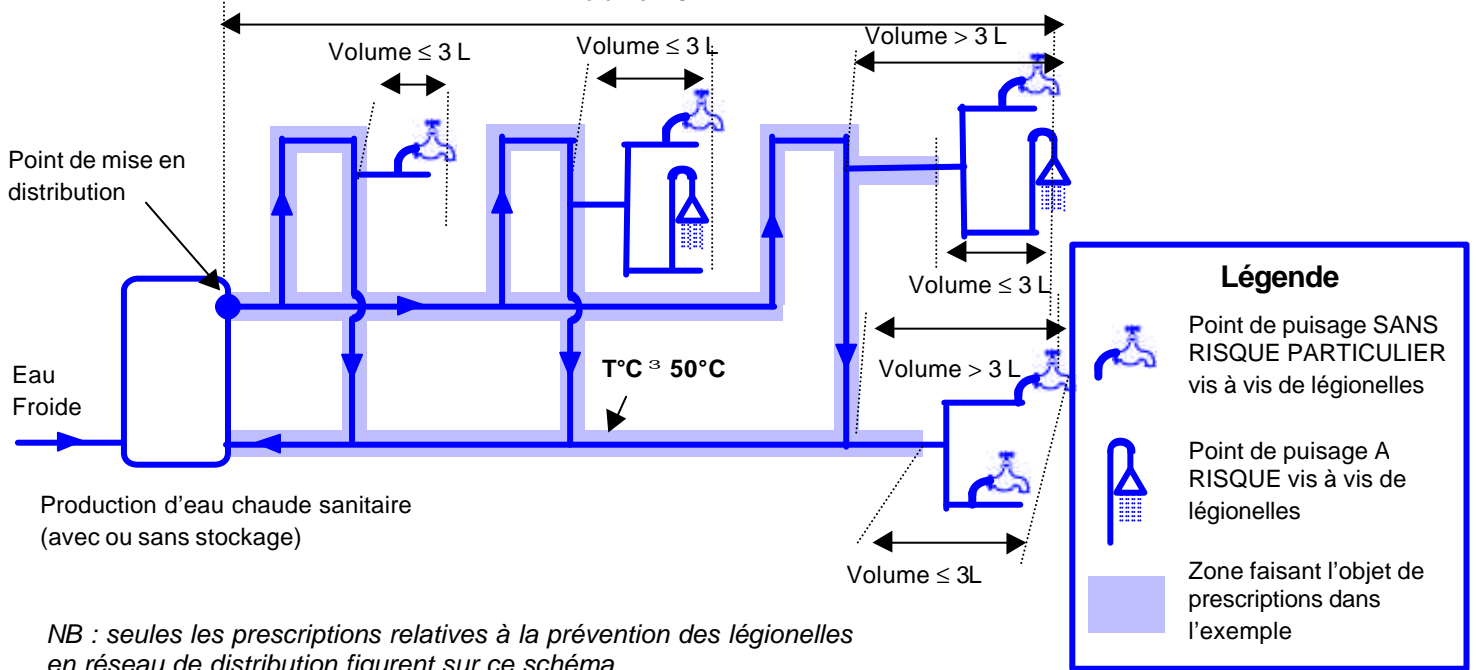 Volume ≤ 3 L
Volume ≤ 3 L
Volume > 3 L
Point de mise en
distribution
Volume ≤ 3 L
T°C ³ 50°C
Volume > 3 L
Eau
Froide
Production d'eau chaude sanitaire
(avec ou sans stockage)
Volume ≤ 3L
Légende
Point de puisage SANS
RISQUE PARTICULIER
vis à vis de légionelles
Point de puisage A
RISQUE vis à vis de
légionelles
Zone faisant l'objet de
prescriptions dans
l'exemple
NB : seules les prescriptions relatives à la prévention des légionelles
en réseau de distribution figurent sur ce schéma